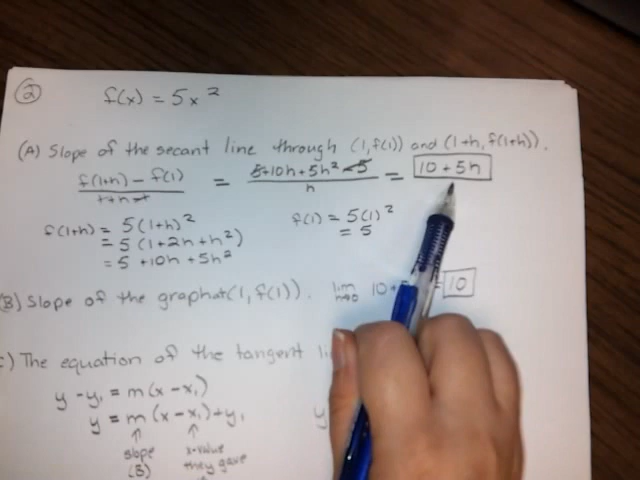 ②
f(x) = 5x²
(A) Slope of the secant line through (1, f(1)) and (1+h, f(1+h)).
f(1+h) - f(1) / 1+h-1 = 5+10h+5h² -5 / h = 10 + 5h
f(1+h) = 5(1+h)²
= 5(1+2h+h²)
= 5 +10h +5h²
f(1) = 5(1)²
= 5
(B) Slope of the graph at (1, f(1)). lim h→0 10+ = 10
C) The equation of the tangent
y - y₁ = m(x - x₁)
y = m (x - x₁) + y₁
y
↑ ↑
slope x-value
(B) they gave